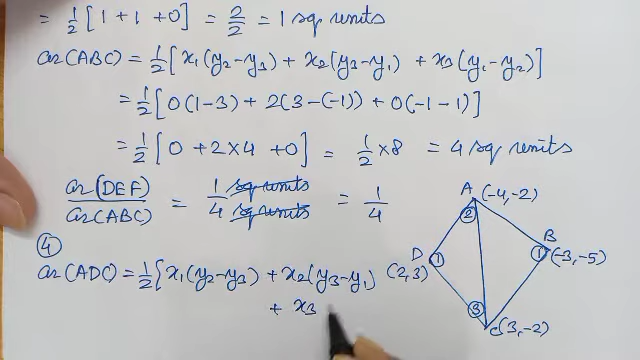 = 1/2 [1 + 1 + 0] = 2/2 = 1 sq units
ar(ABC) = 1/2 [x₁(y₂-y₃) + x₂(y₃-y₁) + x₃(y₁-y₂)]
= 1/2 [0(1-3) + 2(3-(-1)) + 0(-1-1)]
= 1/2 [0 + 2×4 + 0] = 1/2 × 8 = 4 sq units
ar(DEF)/ar(ABC) = 1 sq units/4 sq units = 1/4
④
ar(ADC) = 1/2 [x₁(y₂-y₃) + x₂(y₃-y₁)
+ x₃
A (-4,-2)
②
B
① (-3,-5)
D
①
(2,3)
③
C(3,-2)